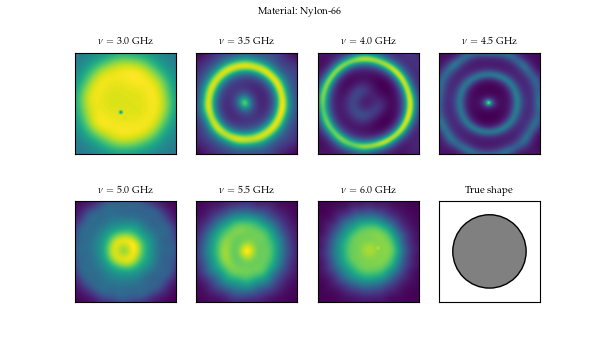 Material: Nylon-66
ν = 3.0 GHz
ν = 3.5 GHz
ν = 4.0 GHz
ν = 4.5 GHz
ν = 5.0 GHz
ν = 5.5 GHz
ν = 6.0 GHz
True shape